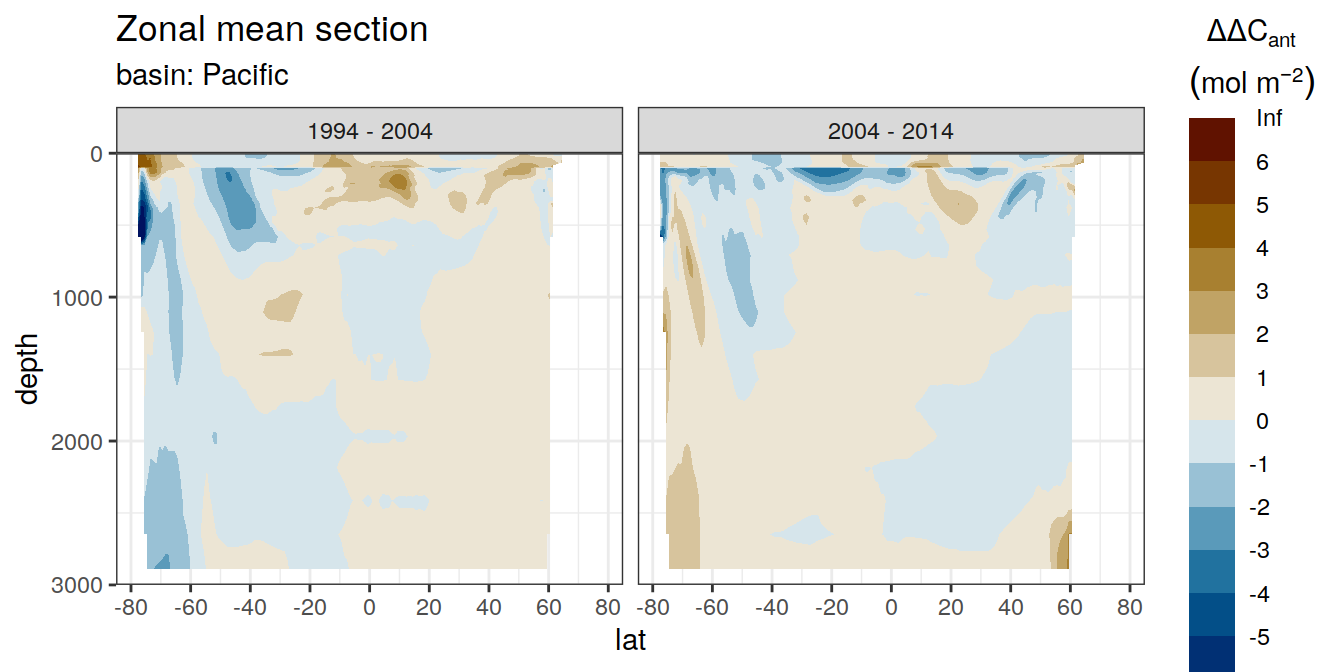 Zonal mean section
basin: Pacific
ΔΔCant
(mol m−2)
1994 - 2004
2004 - 2014
Inf
6
5
4
3
2
1
0
-1
-2
-3
-4
-5
depth
0
1000
2000
3000
-80 -60 -40 -20 0 20 40 60 80
-80 -60 -40 -20 0 20 40 60 80
lat